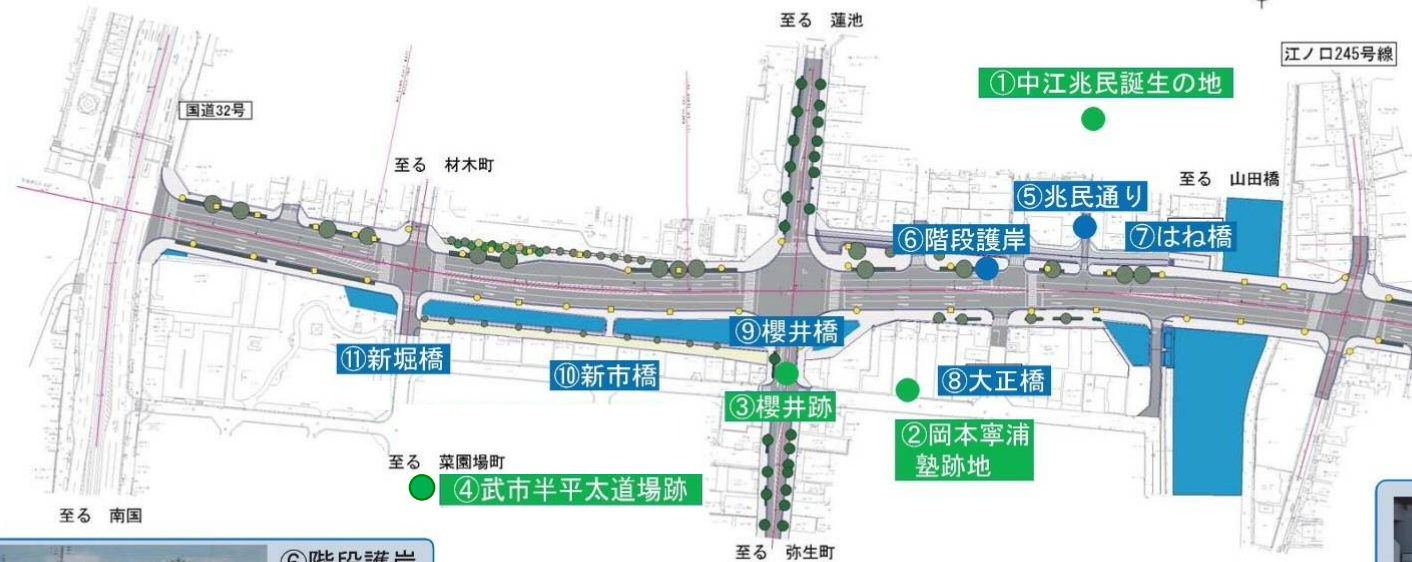 至る 蓮池
江ノ口245号線
①中江兆民誕生の地
国道32号
至る 材木町
至る 山田橋
⑤兆民通り
⑥階段護岸
⑦はね橋
⑨櫻井橋
⑪新堀橋
⑩新市橋
⑧大正橋
③櫻井跡
②岡本寧浦
塾跡地
至る 菜園場町
④武市半平太道場跡
至る 南国
至る 弥生町
⑥階段護岸